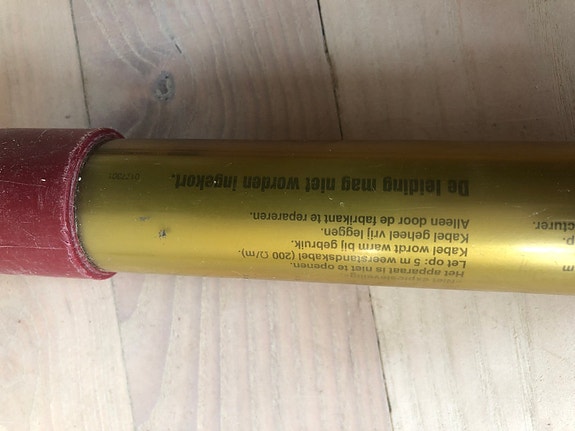 Het apparaat is niet te openen.
Let op: 5 m weerstandskabel (200 Ω/m).
Kabel wordt warm bij gebruik.
Kabel geheel vrij leggen.
Alleen door de fabrikant te repareren.
De leiding mag niet worden ingekort.
m
p.
cturer.